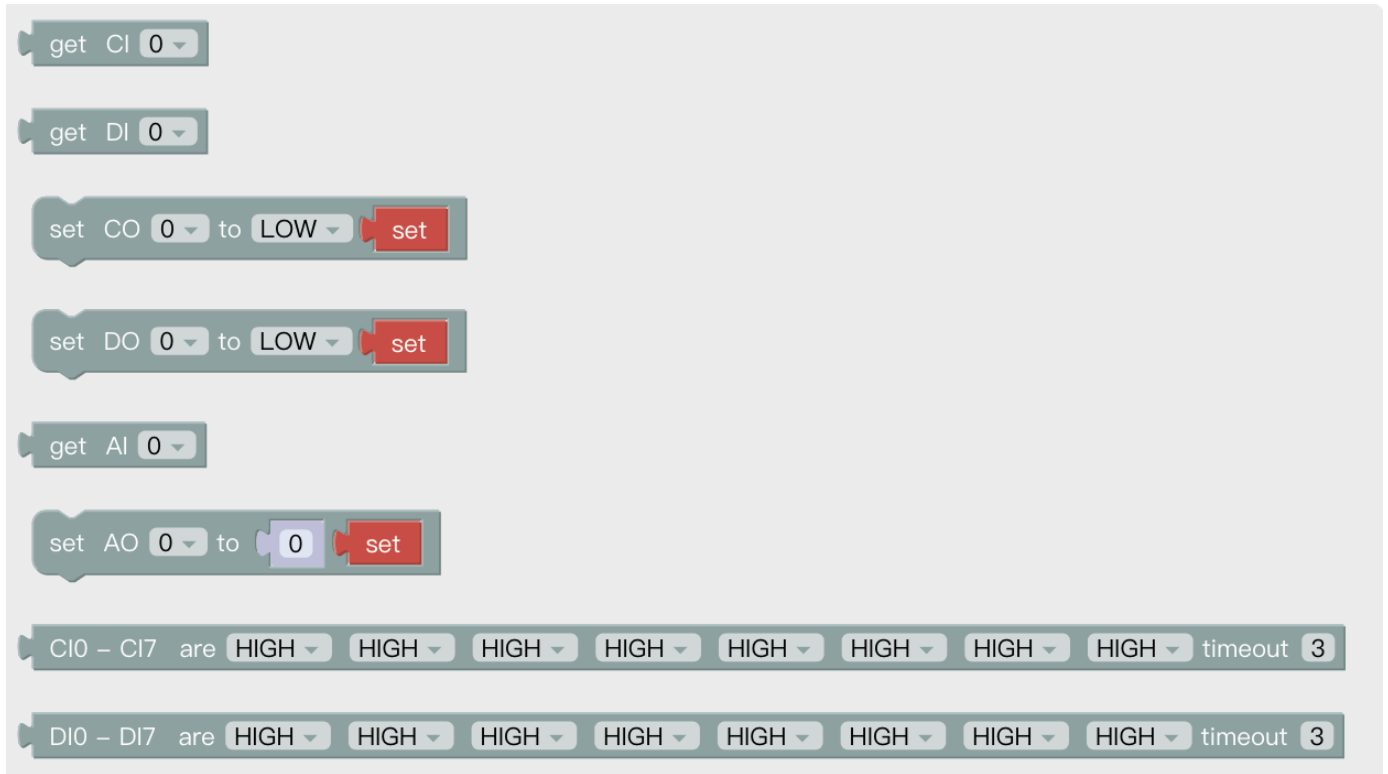 get CI 0
get DI 0
set CO 0 to LOW set
set DO 0 to LOW set
get AI 0
set AO 0 to 0 set
CI0 – CI7 are HIGH HIGH HIGH HIGH HIGH HIGH HIGH HIGH timeout 3
DI0 – DI7 are HIGH HIGH HIGH HIGH HIGH HIGH HIGH HIGH timeout 3